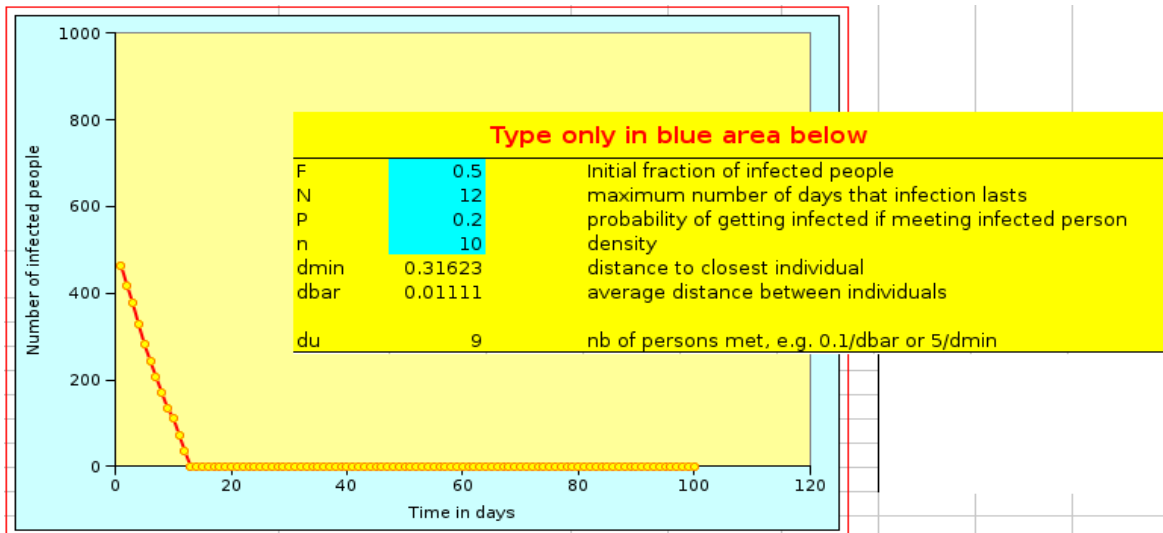 1000
800
600
400
200
0
Number of infected people
0 20 40 60 80 100 120
Time in days
Type only in blue area below
F 0.5 Initial fraction of infected people
N 12 maximum number of days that infection lasts
P 0.2 probability of getting infected if meeting infected person
n 10 density
dmin 0.31623 distance to closest individual
dbar 0.01111 average distance between individuals
du 9 nb of persons met, e.g. 0.1/dbar or 5/dmin